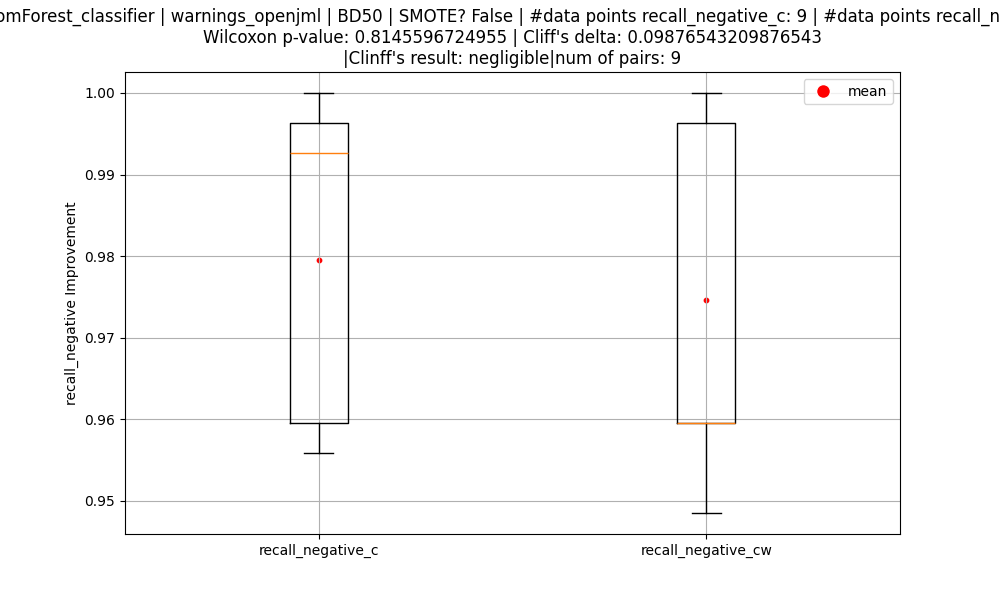 omForest_classifier | warnings_openjml | BD50 | SMOTE? False | #data points recall_negative_c: 9 | #data points recall_n
Wilcoxon p-value: 0.8145596724955 | Cliff's delta: 0.09876543209876543
|Clinff's result: negligible|num of pairs: 9
mean
1.00
0.99
0.98
0.97
0.96
0.95
recall_negative Improvement
recall_negative_c
recall_negative_cw